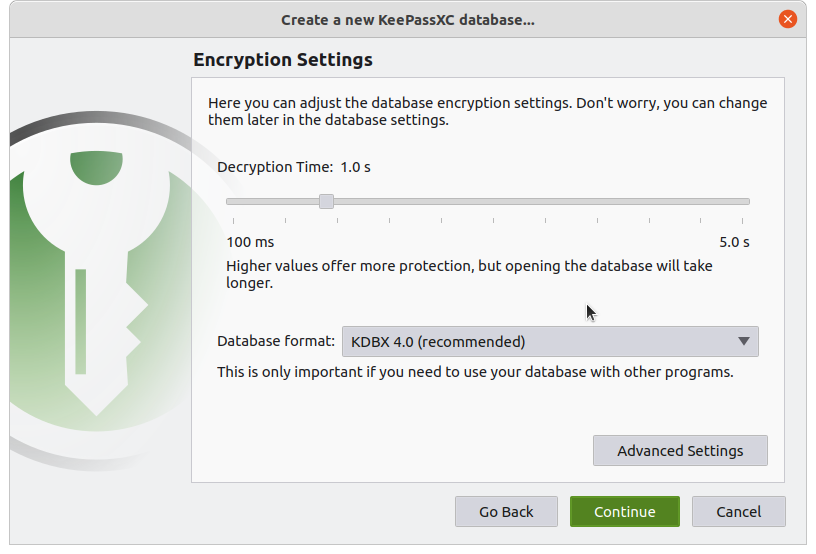 Create a new KeePassXC database...
Encryption Settings
Here you can adjust the database encryption settings. Don't worry, you can change
them later in the database settings.
Decryption Time: 1.0 s
100 ms 5.0 s
Higher values offer more protection, but opening the database will take
longer.
Database format: KDBX 4.0 (recommended)
This is only important if you need to use your database with other programs.
Advanced Settings
Go Back Continue Cancel